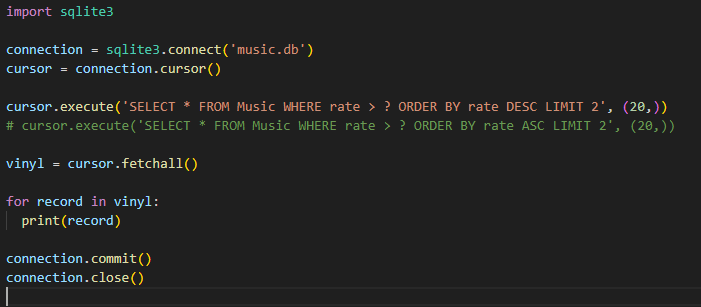 import sqlite3
connection = sqlite3.connect('music.db')
cursor = connection.cursor()
cursor.execute('SELECT * FROM Music WHERE rate > ? ORDER BY rate DESC LIMIT 2', (20,))
# cursor.execute('SELECT * FROM Music WHERE rate > ? ORDER BY rate ASC LIMIT 2', (20,))
vinyl = cursor.fetchall()
for record in vinyl:
  print(record)
connection.commit()
connection.close()